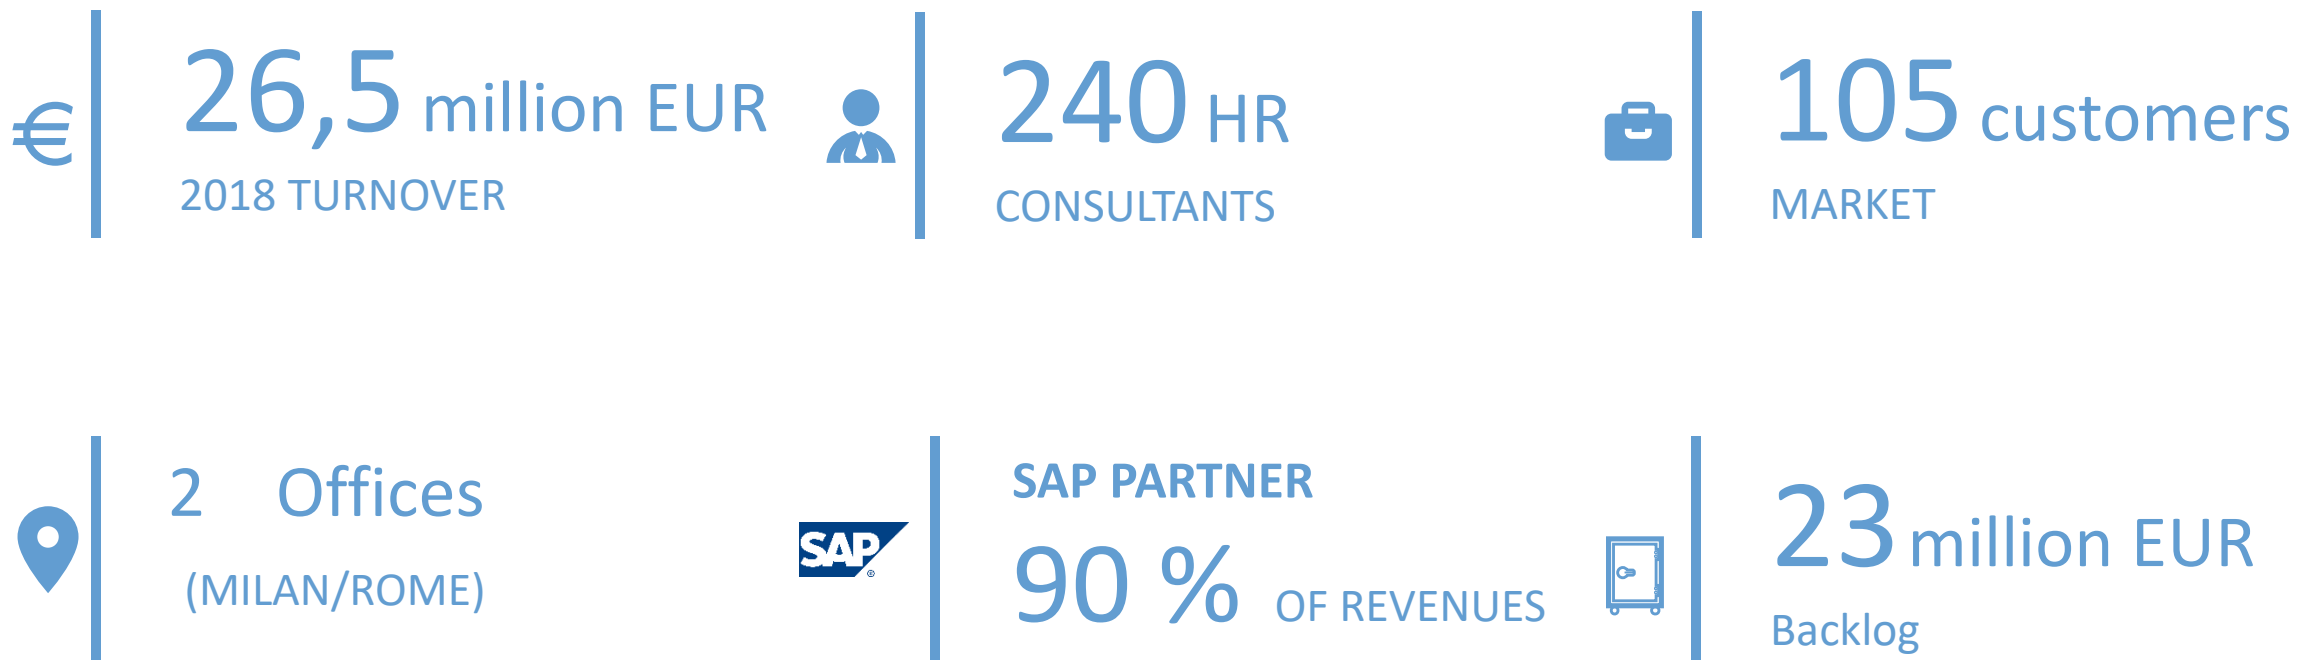 €
26,5 million EUR
2018 TURNOVER
240 HR
CONSULTANTS
105 customers
MARKET
2 Offices
(MILAN/ROME)
SAP
®
SAP PARTNER
90 % OF REVENUES
23 million EUR
Backlog